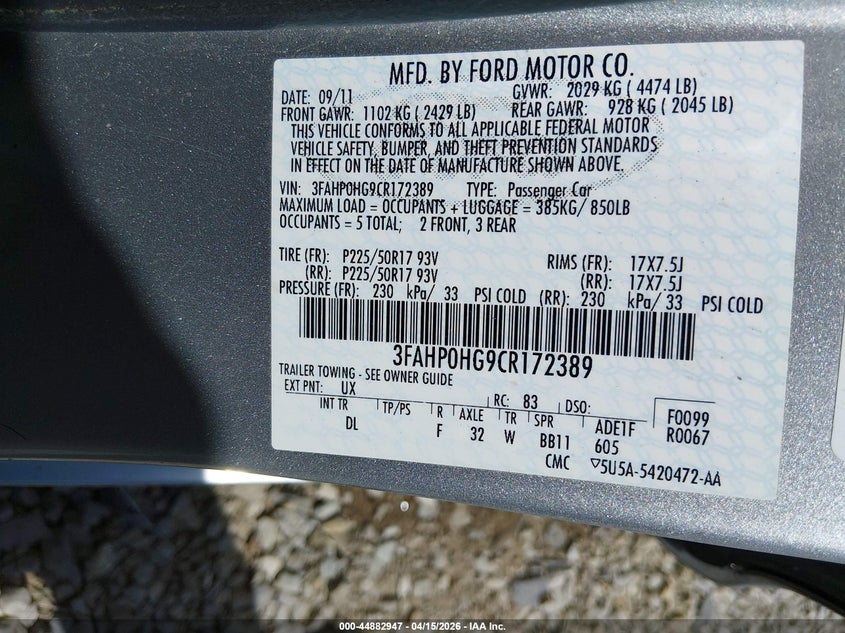 MFD. BY FORD MOTOR CO.
DATE: 09/11 GVWR: 2029 KG ( 4474 LB)
FRONT GAWR: 1102 KG ( 2429 LB) REAR GAWR: 928 KG ( 2045 LB)
THIS VEHICLE CONFORMS TO ALL APPLICABLE FEDERAL MOTOR
VEHICLE SAFETY, BUMPER, AND THEFT PREVENTION STANDARDS
IN EFFECT ON THE DATE OF MANUFACTURE SHOWN ABOVE.
VIN: 3FAHP0HG9CR172389 TYPE: Passenger Car
MAXIMUM LOAD = OCCUPANTS + LUGGAGE = 385KG/ 850LB
OCCUPANTS = 5 TOTAL; 2 FRONT, 3 REAR
TIRE (FR): P225/50R17 93V RIMS (FR): 17X7.5J
(RR): P225/50R17 93V (RR): 17X7.5J
PRESSURE (FR): 230 kPa/ 33 PSI COLD (RR): 230 kPa/ 33 PSI COLD
3FAHP0HG9CR172389
TRAILER TOWING - SEE OWNER GUIDE
EXT PNT: UX RC: 83 DSO: F0099
INT TR TP/PS R AXLE TR SPR ADE1F R0067
DL F 32 W BB11 605
CMC ▽5U5A-5420472-AA
000-44882947 - 04/15/2026 - IAA Inc.